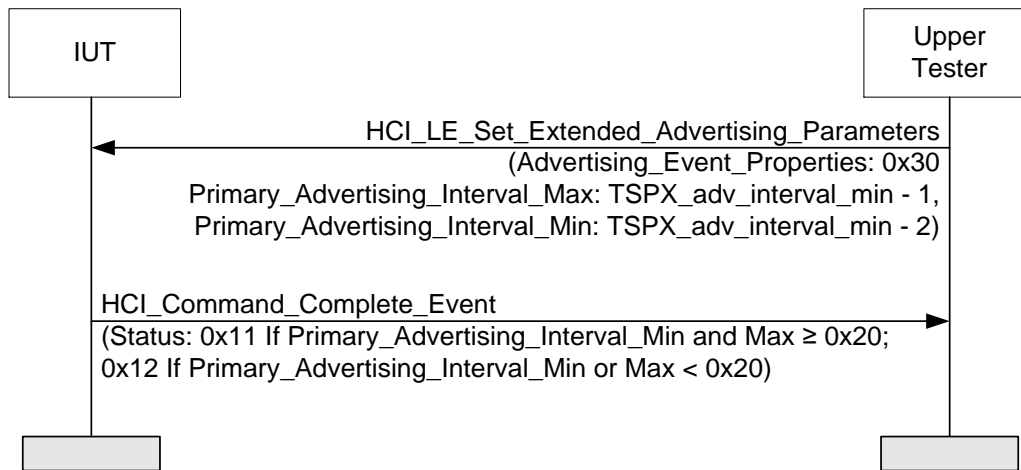 IUT
Upper
Tester
HCI_LE_Set_Extended_Advertising_Parameters
(Advertising_Event_Properties: 0x30
Primary_Advertising_Interval_Max: TSPX_adv_interval_min - 1,
Primary_Advertising_Interval_Min: TSPX_adv_interval_min - 2)
HCI_Command_Complete_Event
(Status: 0x11 If Primary_Advertising_Interval_Min and Max ≥ 0x20;
0x12 If Primary_Advertising_Interval_Min or Max < 0x20)